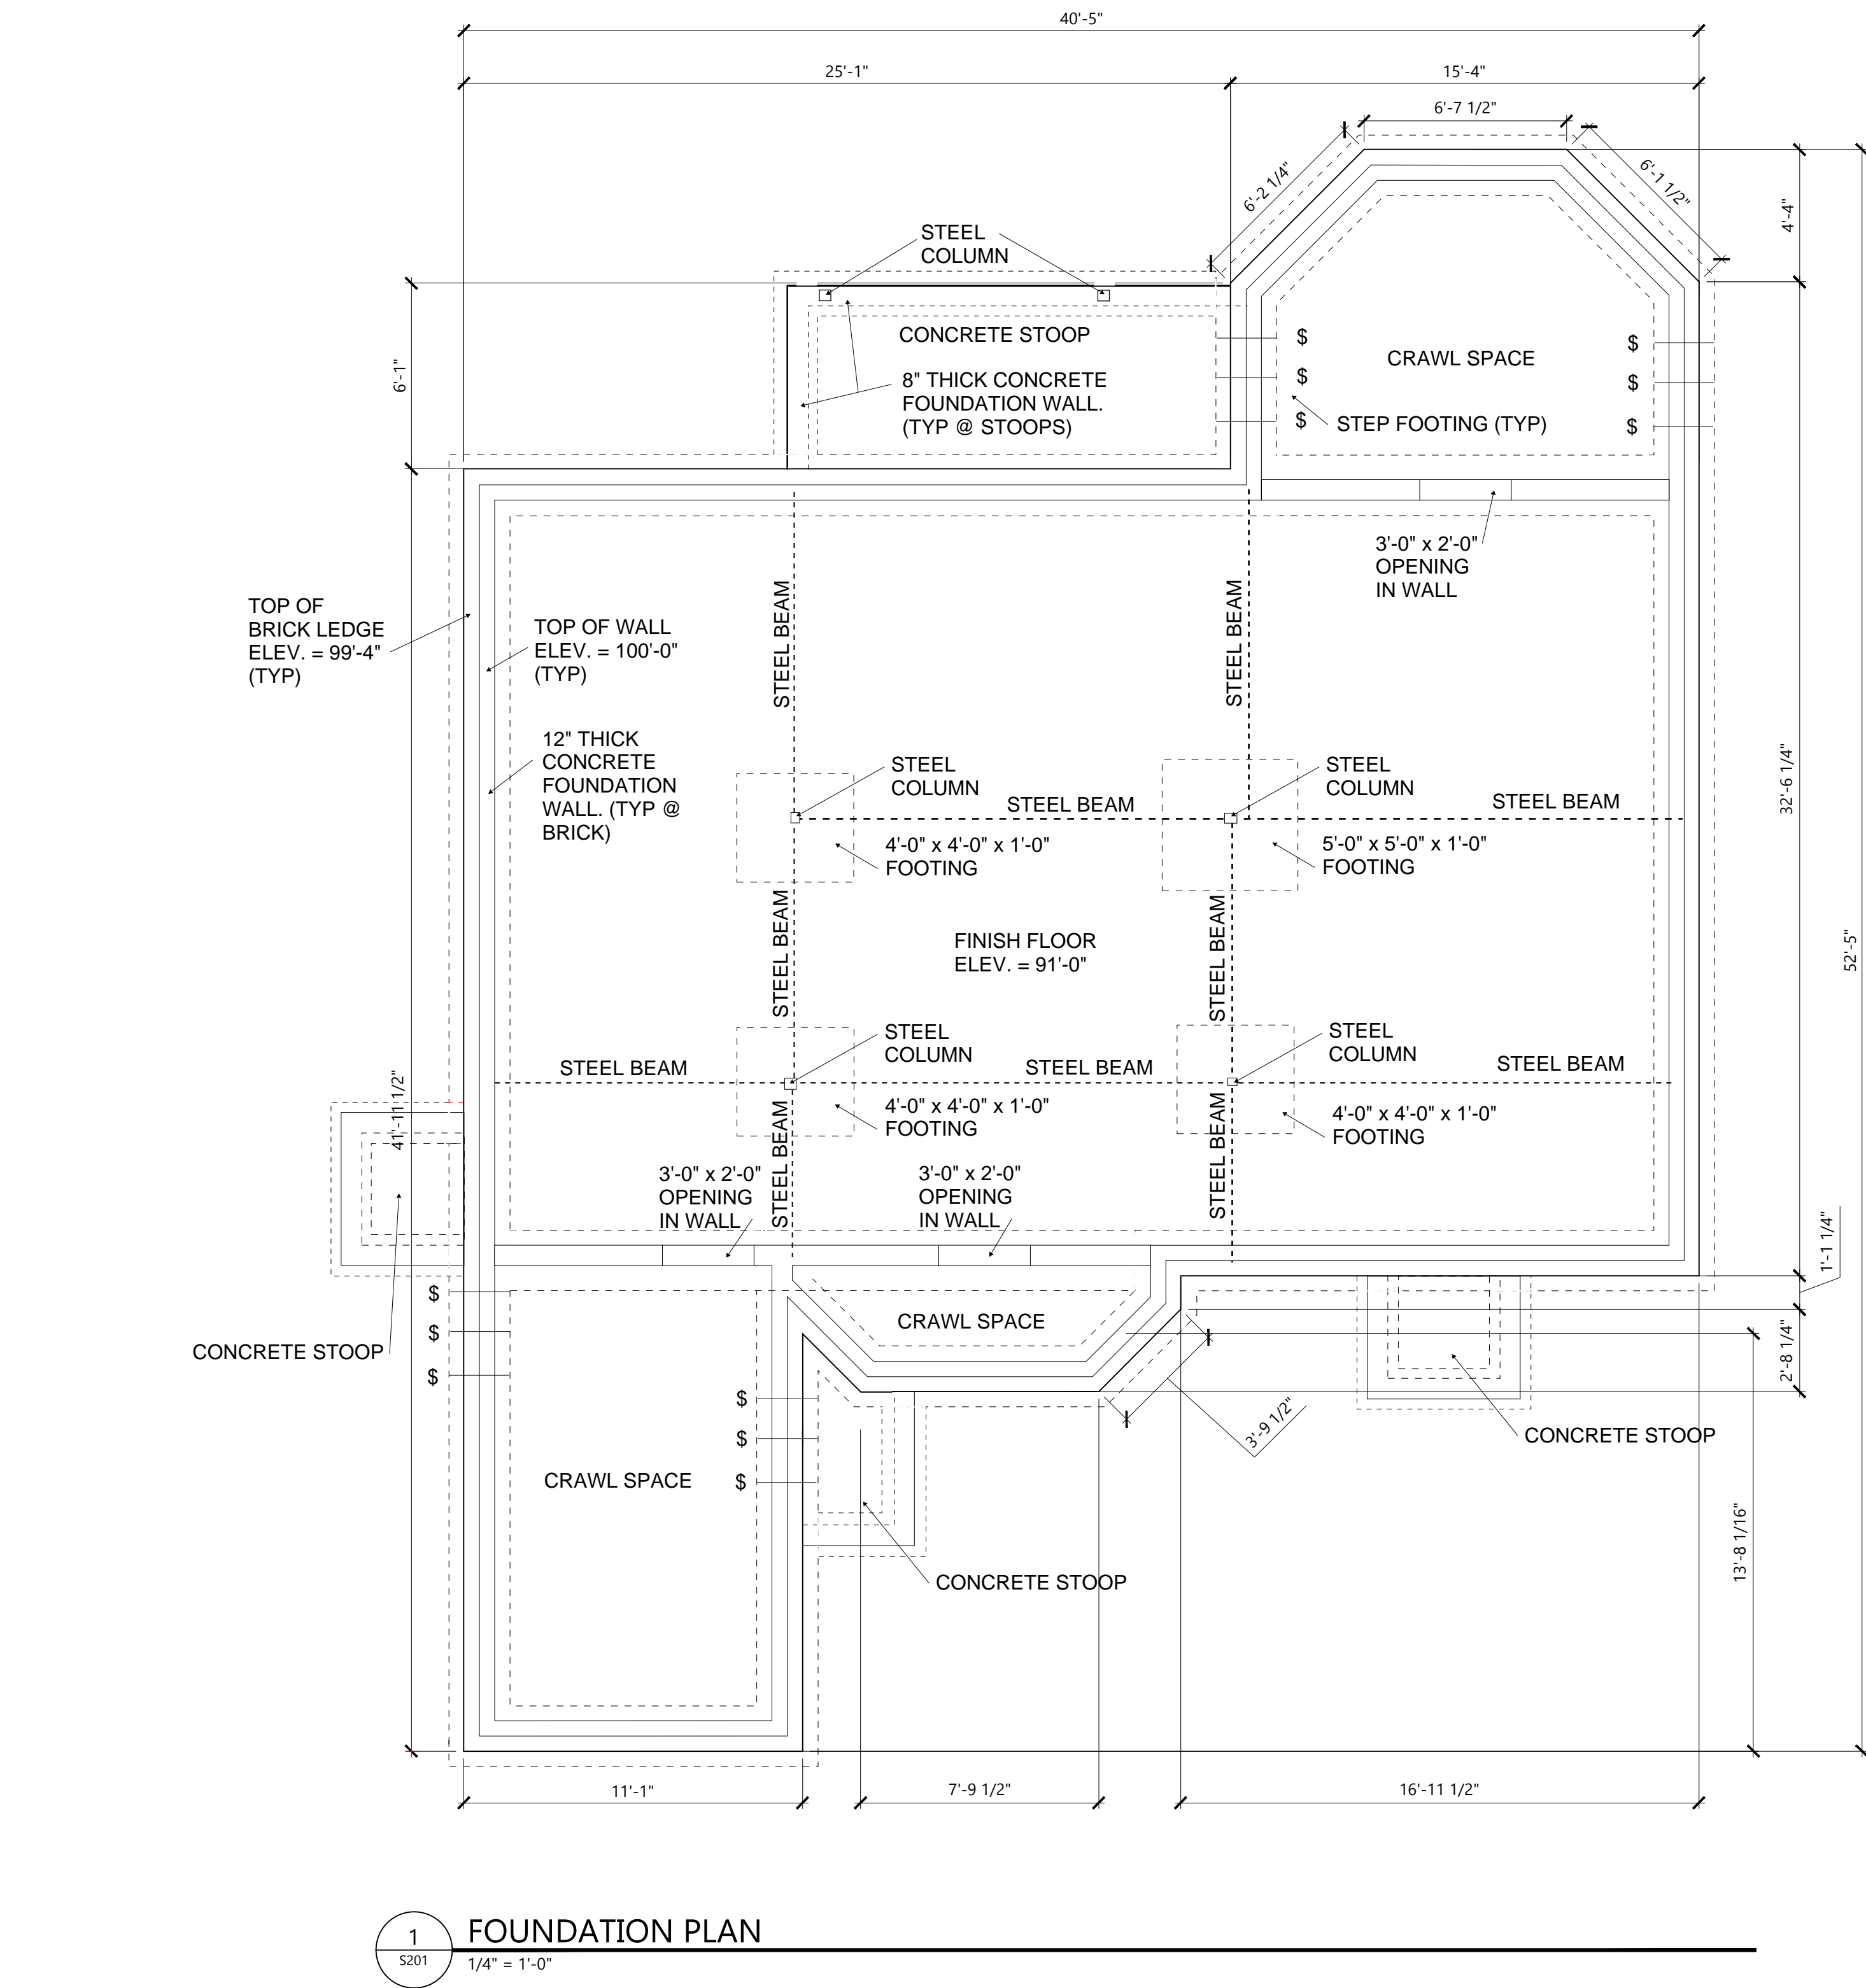 40'-5"
25'-1"
15'-4"
6'-7 1/2"
6'-2 1/4"
6'-1 1/2"
4'-4"
STEEL
COLUMN
6'-1"
CONCRETE STOOP
8" THICK CONCRETE
FOUNDATION WALL.
(TYP @ STOOPS)
$
$
$
CRAWL SPACE
STEP FOOTING (TYP)
$
$
$
3'-0" x 2'-0"
OPENING
IN WALL
TOP OF
BRICK LEDGE
ELEV. = 99'-4"
(TYP)
TOP OF WALL
ELEV. = 100'-0"
(TYP)
STEEL BEAM
STEEL BEAM
12" THICK
CONCRETE
FOUNDATION
WALL. (TYP @
BRICK)
STEEL
COLUMN
STEEL BEAM
STEEL
COLUMN
STEEL BEAM
32'-6 1/4"
4'-0" x 4'-0" x 1'-0"
FOOTING
5'-0" x 5'-0" x 1'-0"
FOOTING
STEEL BEAM
FINISH FLOOR
ELEV. = 91'-0"
STEEL BEAM
52'-5"
STEEL BEAM
STEEL
COLUMN
STEEL BEAM
STEEL
COLUMN
STEEL BEAM
41'-11 1/2"
4'-0" x 4'-0" x 1'-0"
FOOTING
4'-0" x 4'-0" x 1'-0"
FOOTING
STEEL BEAM
STEEL BEAM
3'-0" x 2'-0"
OPENING
IN WALL
3'-0" x 2'-0"
OPENING
IN WALL
1'-1 1/4"
$
$
$
CRAWL SPACE
CONCRETE STOOP
2'-8 1/4"
$
$
$
3'-9 1/2"
CONCRETE STOOP
CRAWL SPACE
13'-8 1/16"
CONCRETE STOOP
11'-1"
7'-9 1/2"
16'-11 1/2"
1
S201
FOUNDATION PLAN
1/4" = 1'-0"